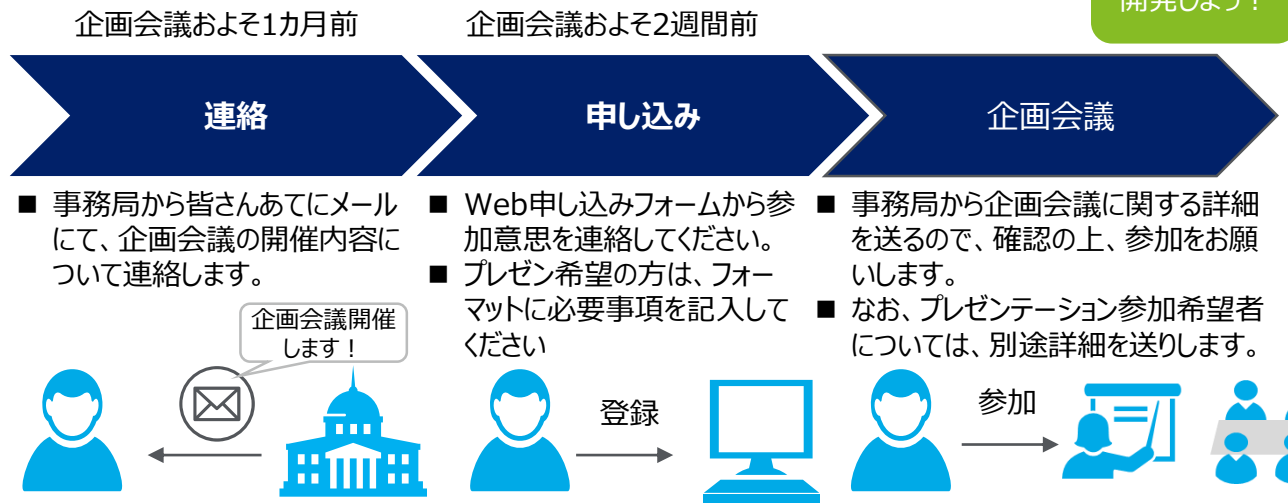 開発しよう！
企画会議およそ1カ月前
企画会議およそ2週間前
連絡
申し込み
企画会議
■ 事務局から皆さんあてにメール
にて、企画会議の開催内容に
ついて連絡します。
■ Web申し込みフォームから参
加意思を連絡してください。
■ プレゼン希望の方は、フォー
マットに必要事項を記入して
ください
■ 事務局から企画会議に関する詳細
を送るので、確認の上、参加をお願
いします。
■ なお、プレゼンテーション参加希望者
については、別途詳細を送りします。
企画会議開催
します！
登録
参加